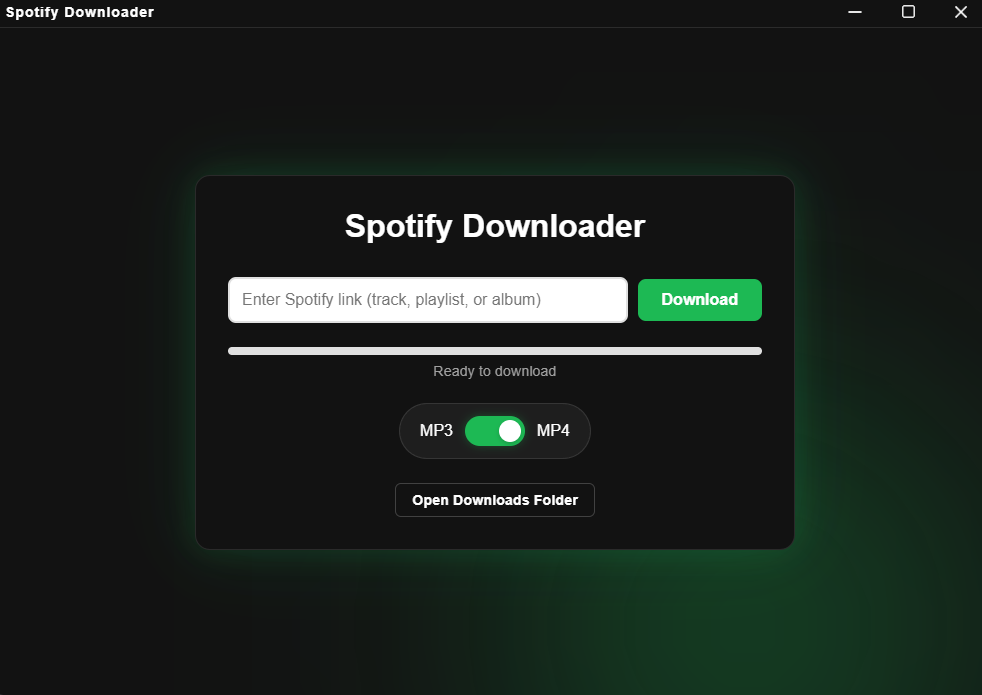 Spotify Downloader
Spotify Downloader
Enter Spotify link (track, playlist, or album)
Download
Ready to download
MP3 MP4
Open Downloads Folder